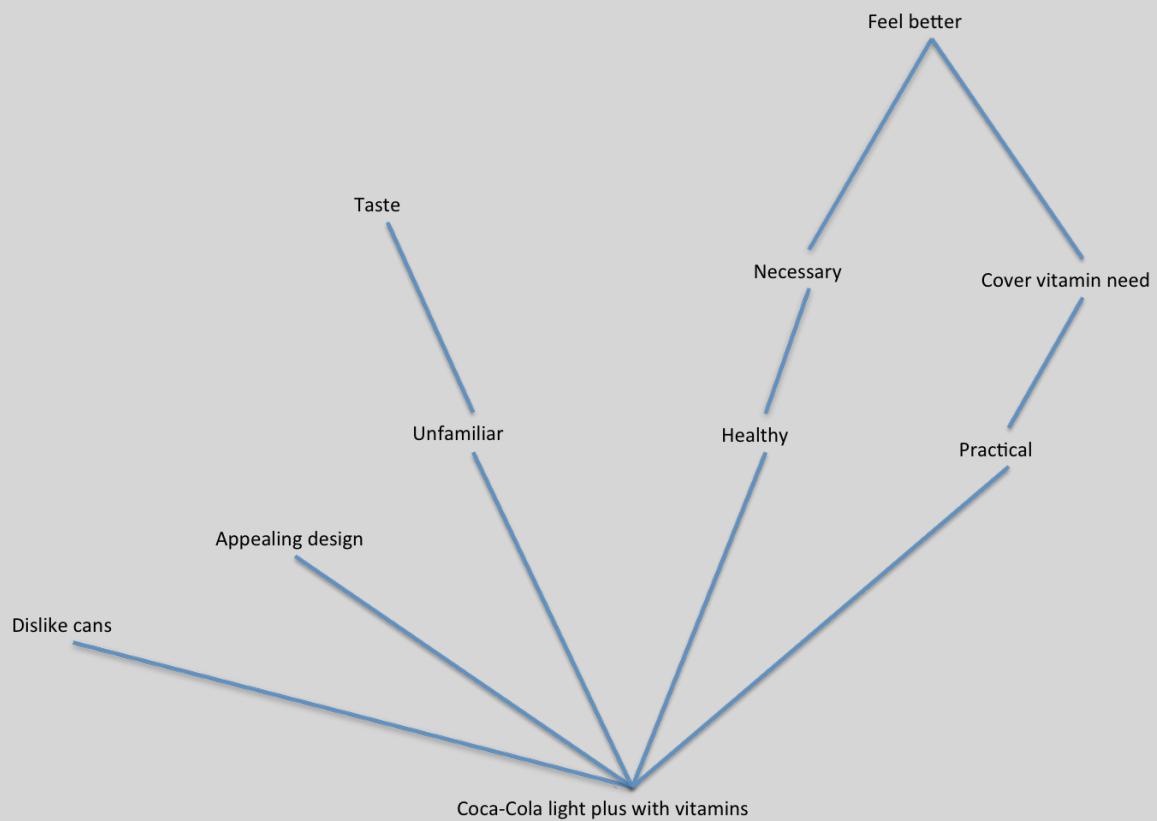 Feel better
Taste
Necessary
Cover vitamin need
Unfamiliar
Healthy
Practical
Appealing design
Dislike cans
Coca-Cola light plus with vitamins